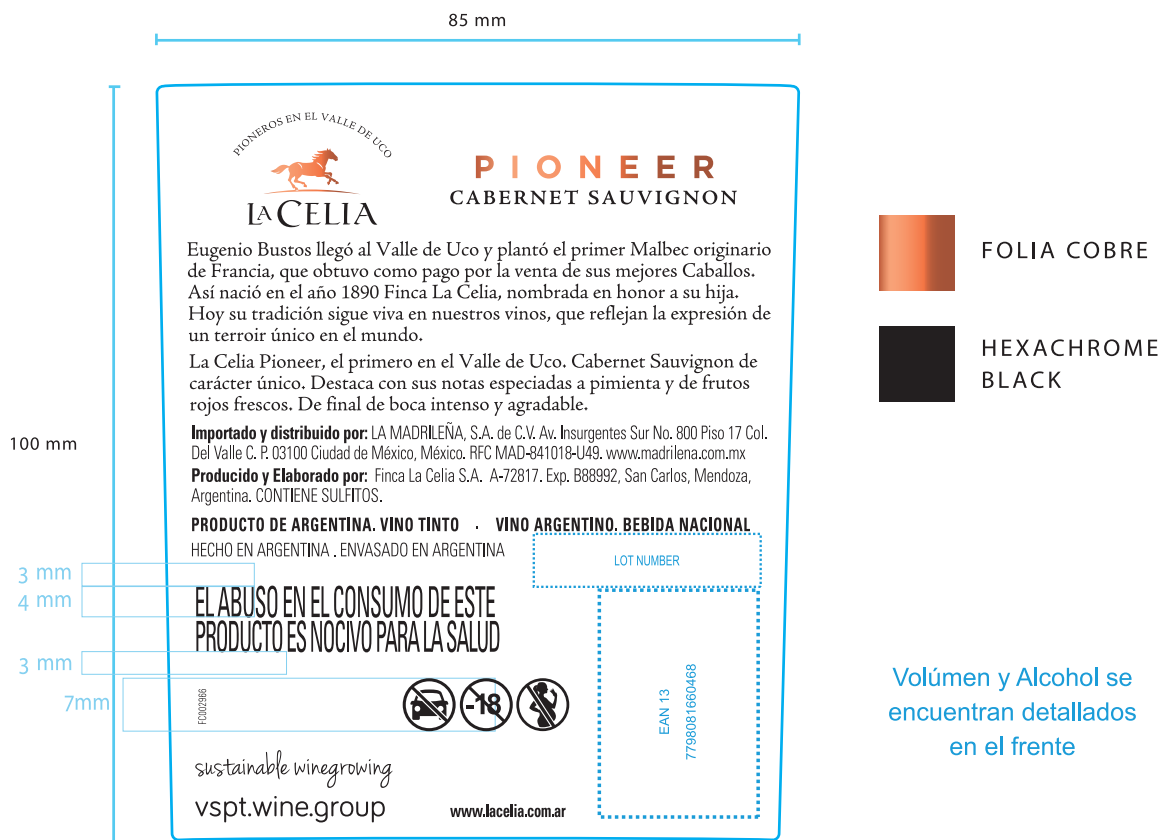 85 mm
PIONEROS EN EL VALLE DE UCO
LA CELIA
PIONEER
CABERNET SAUVIGNON
Eugenio Bustos llegó al Valle de Uco y plantó el primer Malbec originario
de Francia, que obtuvo como pago por la venta de sus mejores Caballos.
Así nació en el año 1890 Finca La Celia, nombrada en honor a su hija.
Hoy su tradición sigue viva en nuestros vinos, que reflejan la expresión de
un terroir único en el mundo.
La Celia Pioneer, el primero en el Valle de Uco. Cabernet Sauvignon de
carácter único. Destaca con sus notas especiadas a pimienta y de frutos
rojos frescos. De final de boca intenso y agradable.
Importado y distribuido por: LA MADRILEÑA, S.A. de C.V. Av. Insurgentes Sur No. 800 Piso 17 Col.
Del Valle C. P. 03100 Ciudad de México, México. RFC MAD-841018-U49. www.madrilena.com.mx
Producido y Elaborado por: Finca La Celia S.A. A-72817. Exp. B88992, San Carlos, Mendoza,
Argentina. CONTIENE SULFITOS.
PRODUCTO DE ARGENTINA. VINO TINTO · VINO ARGENTINO. BEBIDA NACIONAL
HECHO EN ARGENTINA . ENVASADO EN ARGENTINA
LOT NUMBER
EL ABUSO EN EL CONSUMO DE ESTE
PRODUCTO ES NOCIVO PARA LA SALUD
FC002966
-18
EAN 13
7798081660468
sustainable winegrowing
vspt.wine.group
www.lacelia.com.ar
100 mm
3 mm
4 mm
3 mm
7mm
FOLIA COBRE
HEXACHROME
BLACK
Volúmen y Alcohol se
encuentran detallados
en el frente